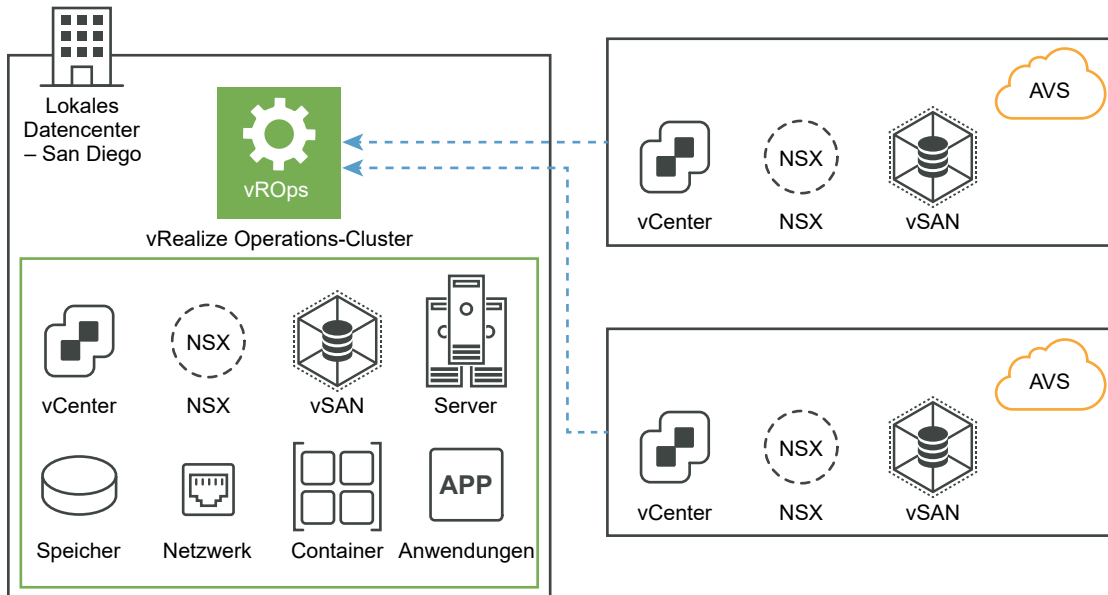 Lokales
Datencenter
– San Diego
vROps
vRealize Operations-Cluster
vCenter
NSX
NSX
vSAN
Server
Speicher
Netzwerk
Container
APP
Anwendungen
AVS
vCenter
NSX
NSX
vSAN
AVS
vCenter
NSX
NSX
vSAN